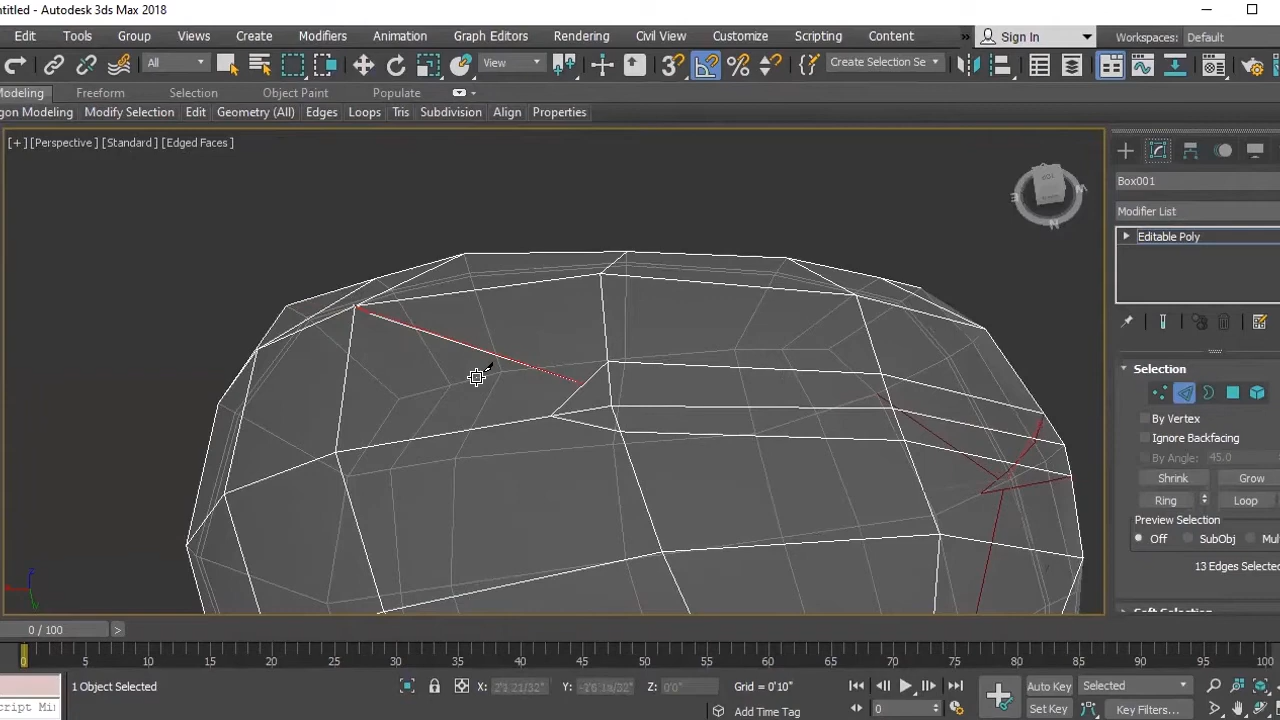 ntitled - Autodesk 3ds Max 2018
Edit Tools Group Views Create Modifiers Animation Graph Editors Rendering Civil View Customize Scripting Content » Sign In Workspaces: Default
All View 3 Create Selection Se
Modeling Freeform Selection Object Paint Populate
gon Modeling Modify Selection Edit Geometry (All) Edges Loops Tris Subdivision Align Properties
[+] [Perspective] [Standard] [Edged Faces]
Box001
Modifier List
Editable Poly
Selection
By Vertex
Ignore Backfacing
By Angle: 45.0
Shrink Grow
Ring Loop
Preview Selection
Off SubObj Mul
13 Edges Selected
0 / 100 >
0 5 10 15 20 25 30 35 40 45 50 55 60 65 70 75 80 85 90 95 100
1 Object Selected X: Y: Z: 0'0" Grid = 0'10" Auto Key Selected
cript Mi Add Time Tag 0 Set Key Key Filters...